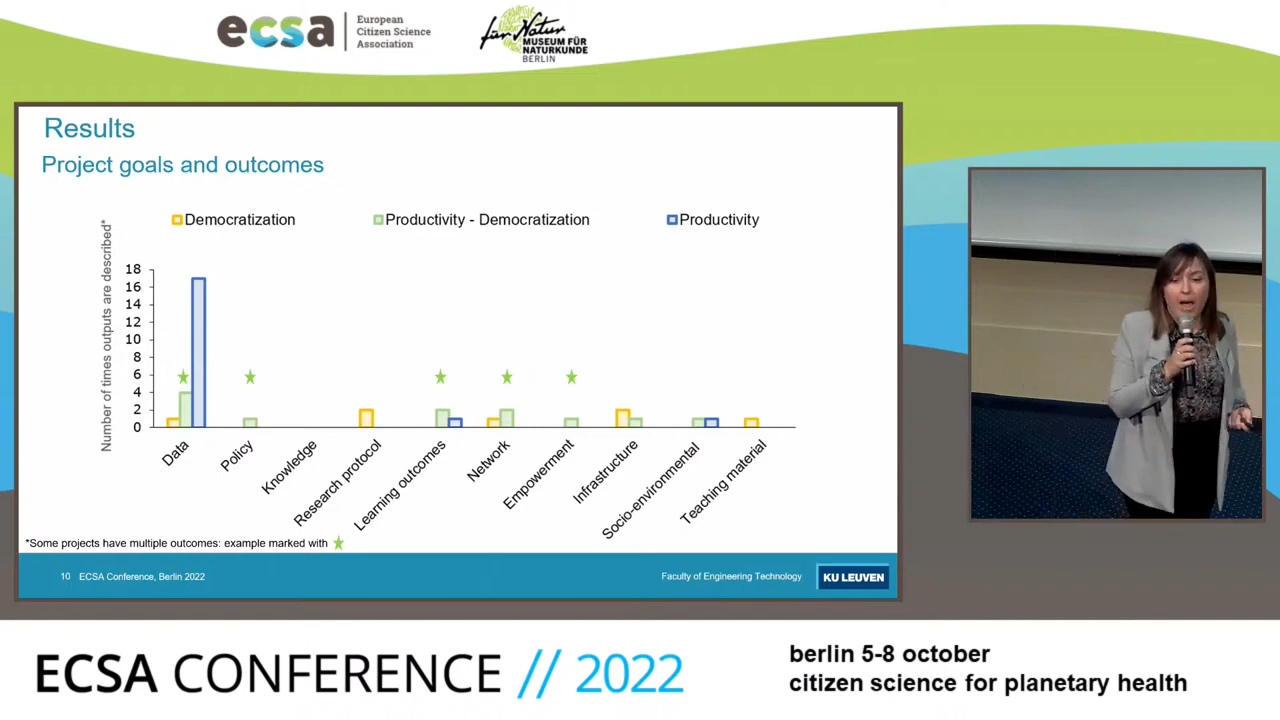 ecsa
European
Citizen Science
Association
für Natur
MUSEUM FÜR
NATURKUNDE
BERLIN
Results
Project goals and outcomes
Democratization
Productivity - Democratization
Productivity
Number of times outputs are described*
18
16
14
12
10
8
6
4
2
0
Data
Policy
Knowledge
Research protocol
Learning outcomes
Network
Empowerment
Infrastructure
Socio-environmental
Teaching material
*Some projects have multiple outcomes: example marked with
10 ECSA Conference, Berlin 2022
Faculty of Engineering Technology
KU LEUVEN
ECSA CONFERENCE // 2022
berlin 5-8 october
citizen science for planetary health